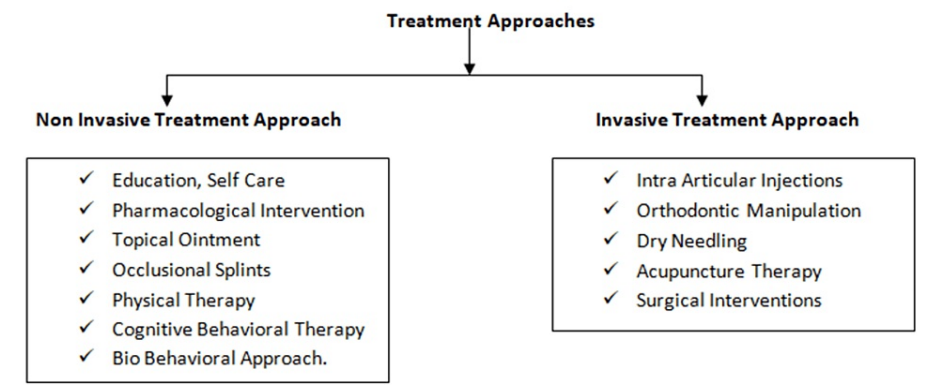 Treatment Approaches
Non Invasive Treatment Approach
Education, Self Care
Pharmacological Intervention
Topical Ointment
Occlusional Splints
Physical Therapy
Cognitive Behavioral Therapy
Bio Behavioral Approach.
Invasive Treatment Approach
Intra Articular Injections
Orthodontic Manipulation
Dry Needling
Acupuncture Therapy
Surgical Interventions